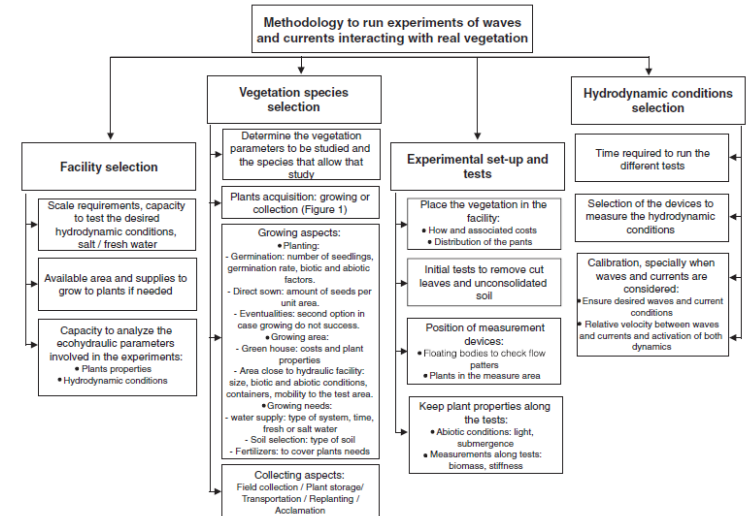 Methodology to run experiments of waves
and currents interacting with real vegetation
Facility selection
Scale requirements, capacity
to test the desired
hydrodynamic conditions,
salt / fresh water
Available area and supplies to
grow to plants if needed
Capacity to analyze the
ecohydraulic parameters
involved in the experiments:
• Plants properties
• Hydrodynamic conditions
Vegetation species
selection
Determine the vegetation
parameters to be studied and
the species that allow that
study
Plants acquisition: growing or
collection (Figure 1)
Growing aspects:
• Planting:
- Germination: number of seedlings,
germination rate, biotic and abiotic
factors.
- Direct sown: amount of seeds per
unit area.
- Eventualities: second option in
case growing do not success.
• Growing area:
- Green house: costs and plant
properties
- Area close to hydraulic facility:
size, biotic and abiotic conditions,
containers, mobility to the test area.
• Growing needs:
- water supply: type of system, time,
fresh or salt water
- Soil selection: type of soil
- Fertilizers: to cover plants needs
Collecting aspects:
Field collection / Plant storage/
Transportation / Replanting /
Acclamation
Experimental set-up and
tests
Place the vegetation in the
facility:
• How and associated costs
• Distribution of the pants
Initial tests to remove cut
leaves and unconsolidated
soil
Position of measurement
devices:
• Floating bodies to check flow
patters
• Plants in the measure area
Keep plant properties along
the tests:
• Abiotic conditions: light,
submergence
• Measurements along tests:
biomass, stiffness
Hydrodynamic conditions
selection
Time required to run the
different tests
Selection of the devices to
measure the hydrodynamic
conditions
Calibration, specially when
waves and currents are
considered:
• Ensure desired waves and current
conditions
• Relative velocity between waves
and currents and activation of both
dynamics